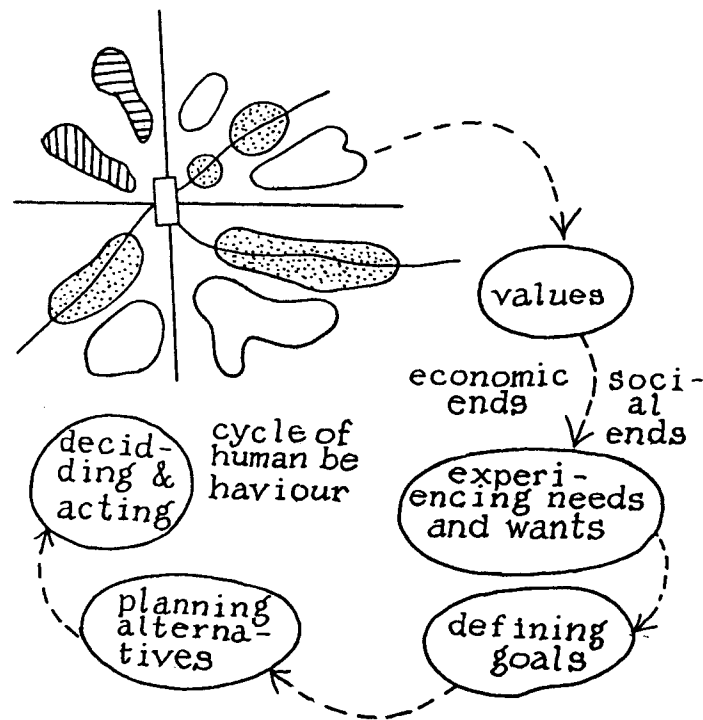 values
economic
ends
soci-
al
ends
experi-
encing needs
and wants
defining
goals
planning
alterna-
tives
decid-
ding &
acting
cycle of
human be
haviour